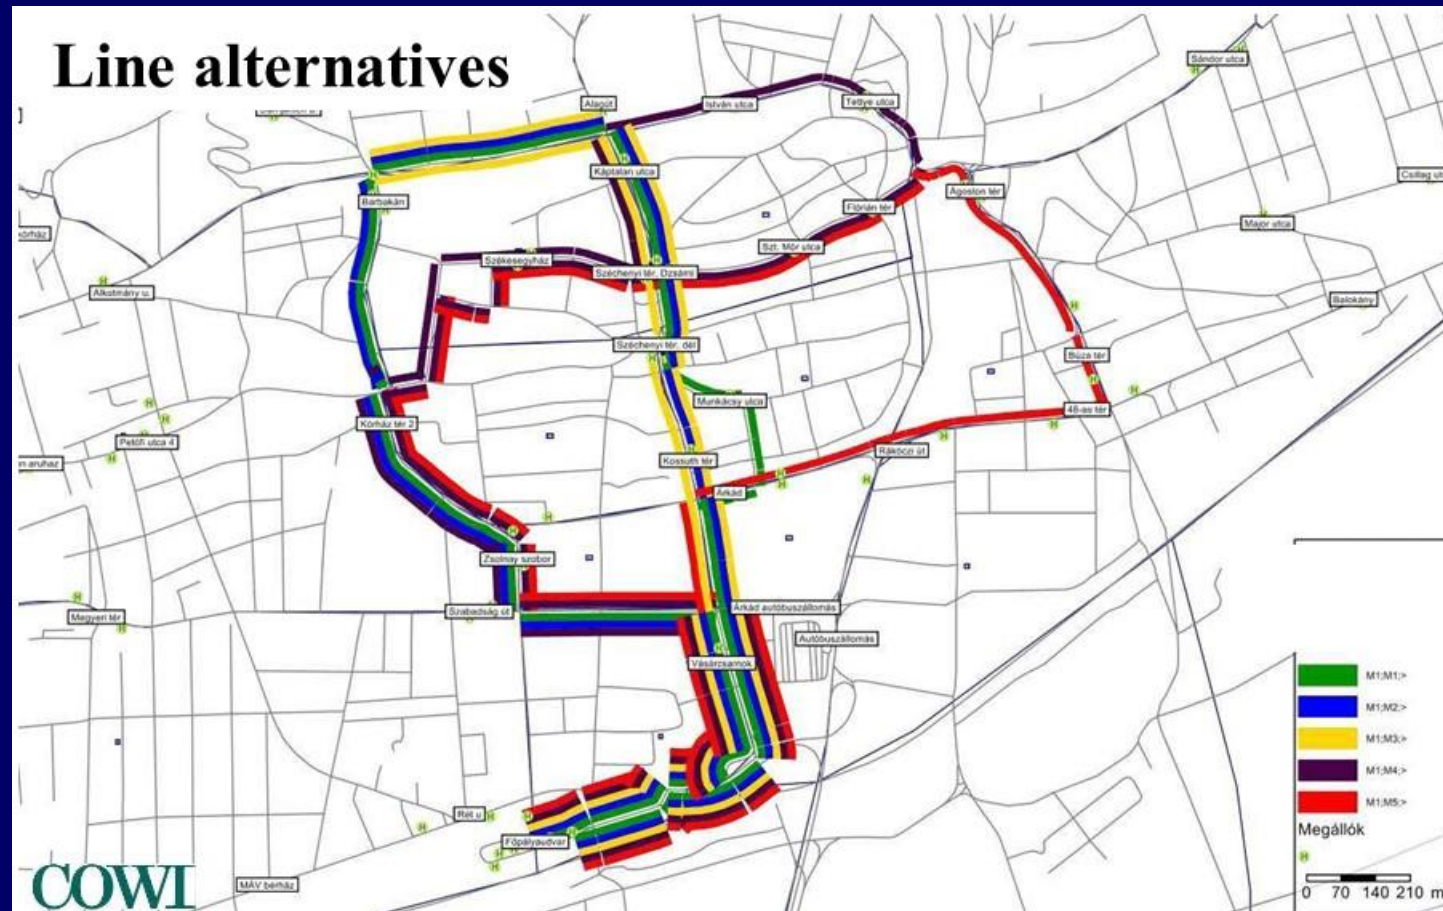 Line alternatives
Sándor utca
Alagút
István utca
Tettye utca
Káptalan utca
Csillag ut
Ágoston tér
Barbakán
Flórián tér
Major utca
kórház
Szt. Mór utca
Székesegyház
Széchenyi tér, Dzsámi
Alkotmány u.
Balokány
Széchenyi tér, dél
Búza tér
Munkácsy utca
48-as tér
Kórház tér 2
Petőfi utca 4
Rákóczi út
Kossuth tér
n aruhaz
Árkád
Zsolnay szobor
Szabadság út
Árkád autóbuszállomás
Megyeri tér
Autóbuszállomás
Vásárcsarnok
M1;M1;>
M1;M2;>
M1;M3;>
M1;M4;>
M1;M5;>
Rét u
Megállók
Főpályaudvar
H
MÁV bérház
COWI
0 70 140 210 m